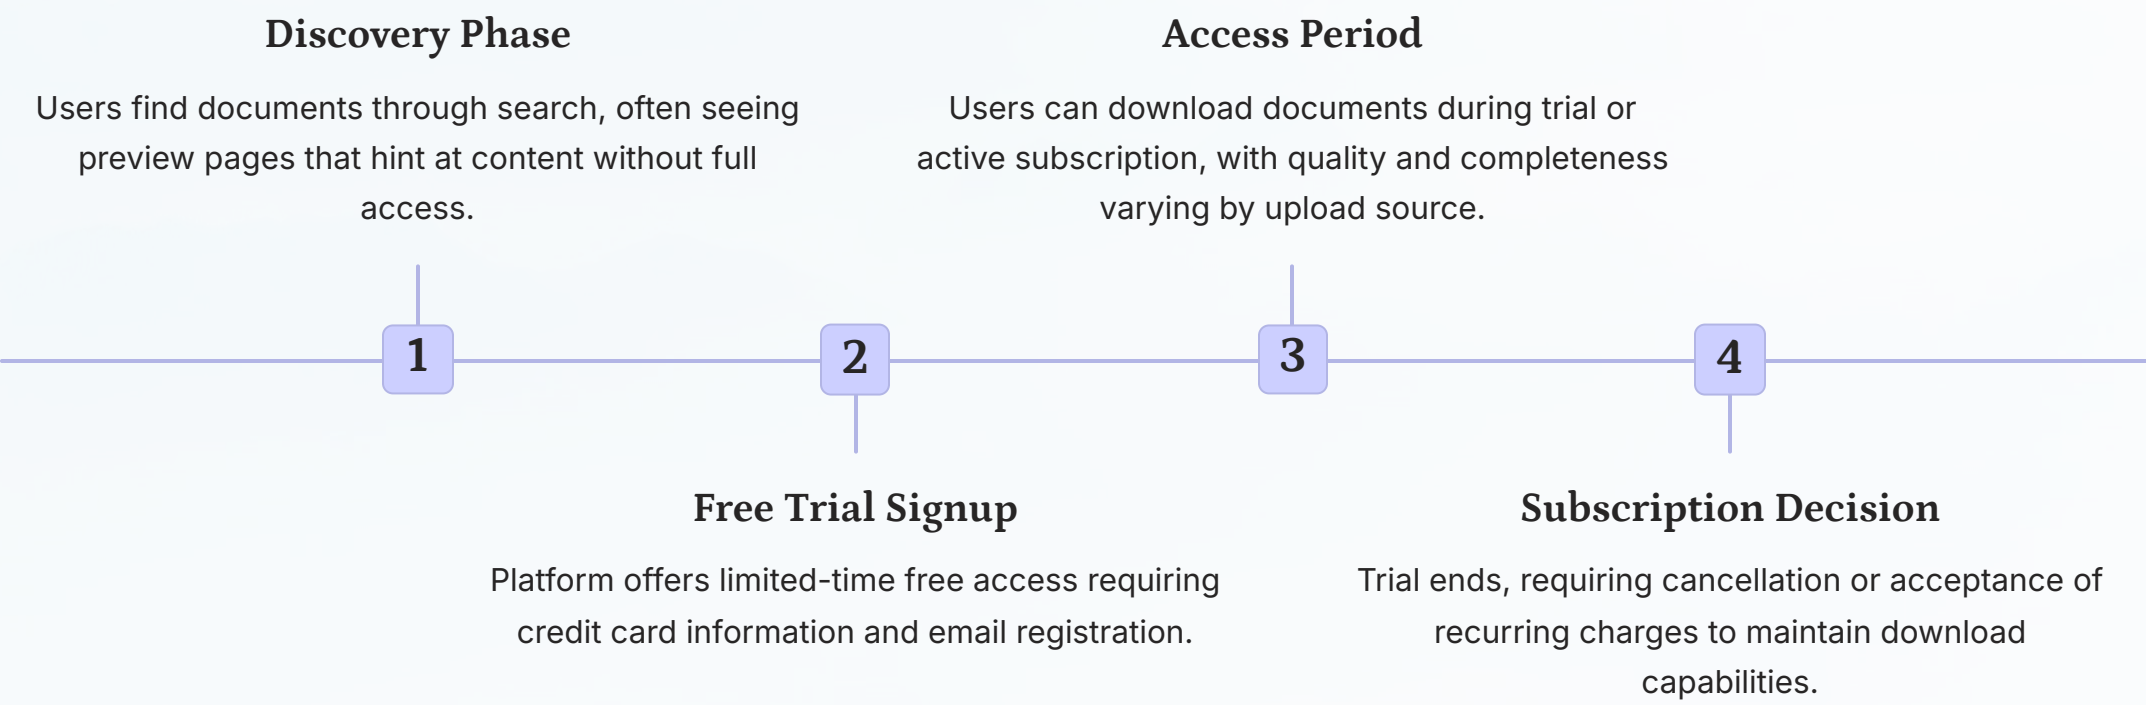 Discovery Phase
Users find documents through search, often seeing
preview pages that hint at content without full
access.
1
2
Free Trial Signup
Platform offers limited-time free access requiring
credit card information and email registration.
Access Period
Users can download documents during trial or
active subscription, with quality and completeness
varying by upload source.
3
4
Subscription Decision
Trial ends, requiring cancellation or acceptance of
recurring charges to maintain download
capabilities.